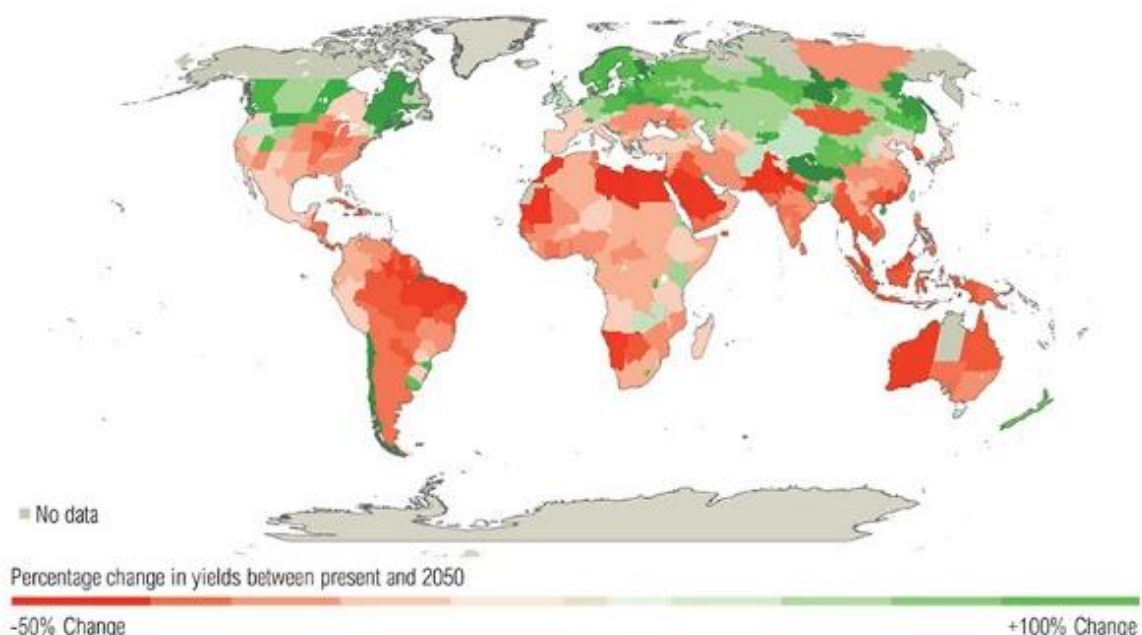 No data
Percentage change in yields between present and 2050
-50% Change
+100% Change